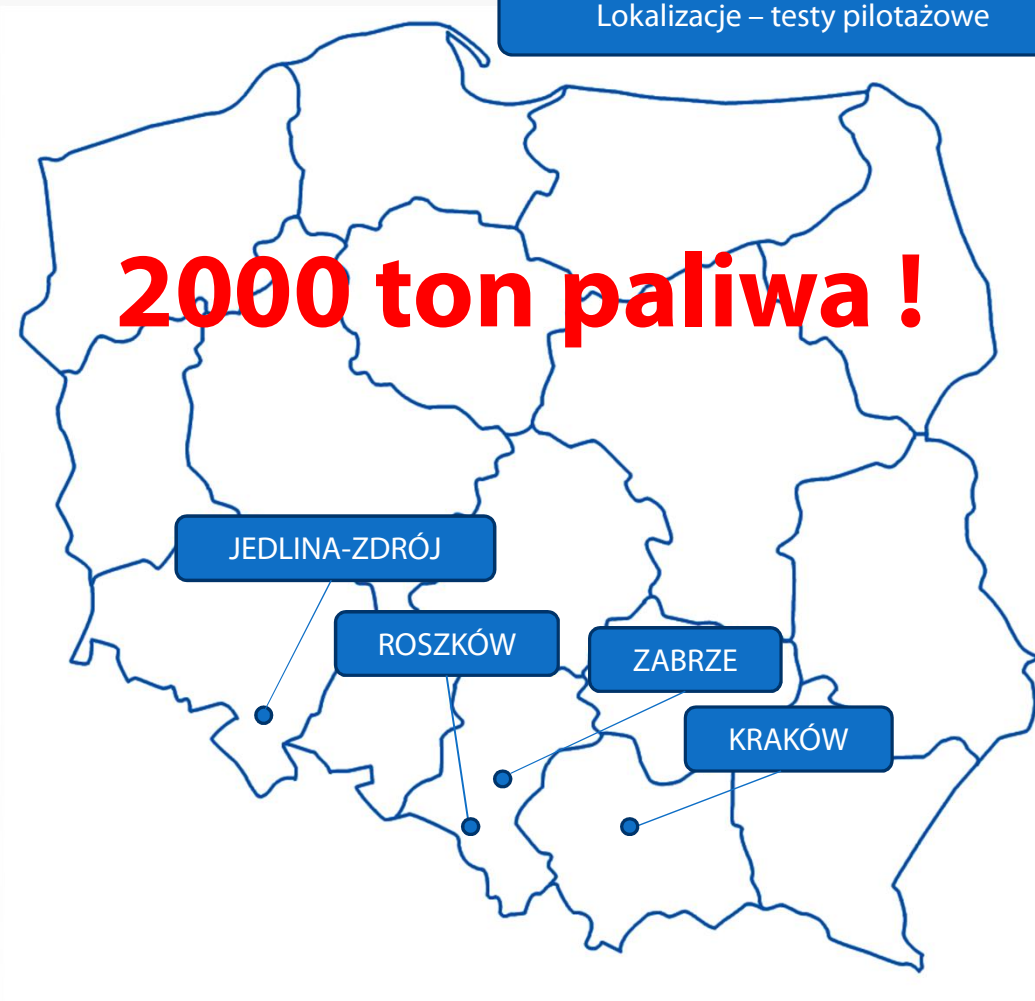 Lokalizacje – testy pilotażowe
2000 ton paliwa !
JEDLINA-ZDRÓJ
ROSZKÓW
ZABRZE
KRAKÓW